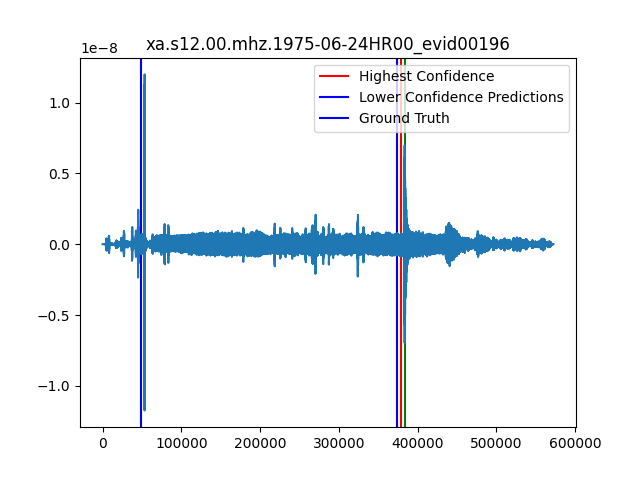 xa.s12.00.mhz.1975-06-24HR00_evid00196
1e−8
Highest Confidence
Lower Confidence Predictions
Ground Truth
1.0
0.5
0.0
−0.5
−1.0
0 100000 200000 300000 400000 500000 600000